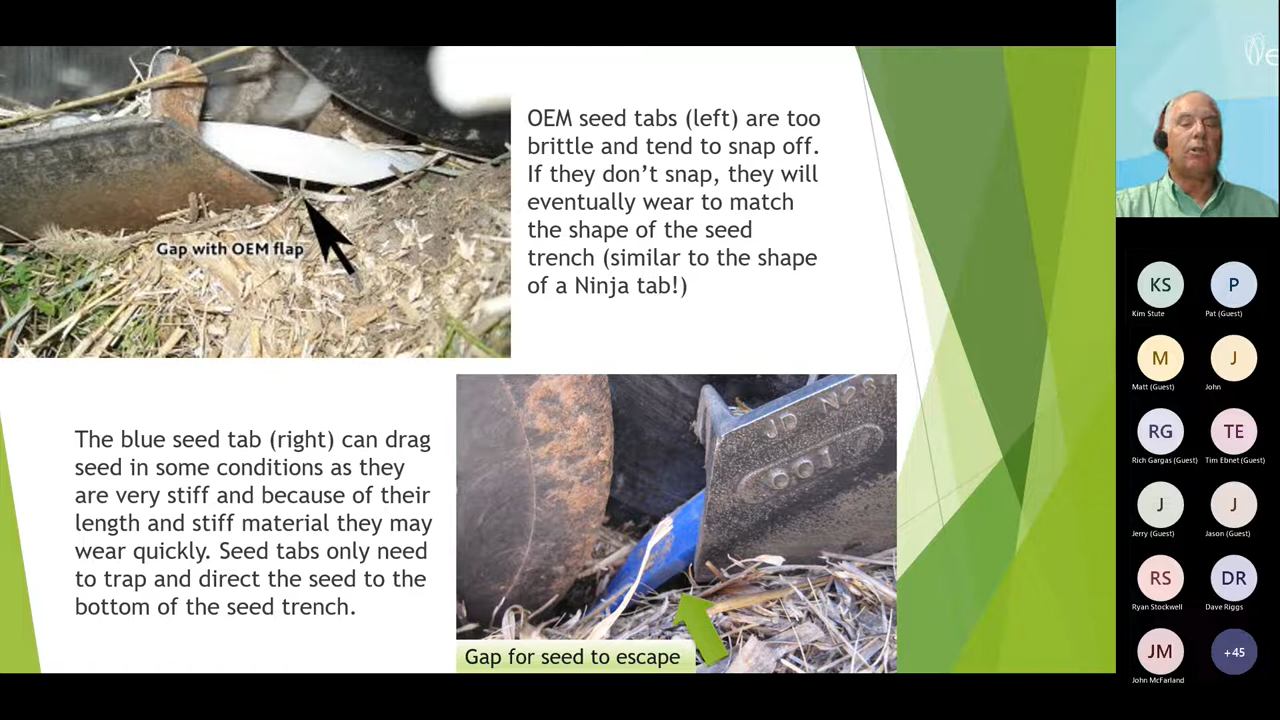 OEM seed tabs (left) are too
brittle and tend to snap off.
If they don’t snap, they will
eventually wear to match
the shape of the seed
trench (similar to the shape
of a Ninja tab!)
Gap with OEM flap
The blue seed tab (right) can drag
seed in some conditions as they
are very stiff and because of their
length and stiff material they may
wear quickly. Seed tabs only need
to trap and direct the seed to the
bottom of the seed trench.
JD
Gap for seed to escape
KS
P
Kim Stute
Pat (Guest)
M
J
Matt (Guest)
John
RG
TE
Rich Gargas (Guest)
Tim Ebnet (Guest)
J
J
Jerry (Guest)
Jason (Guest)
RS
DR
Ryan Stockwell
Dave Riggs
JM
+45
John McFarland